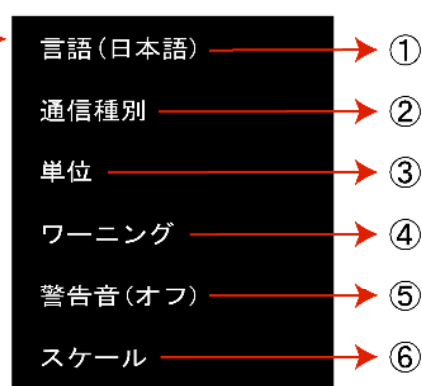 言語(日本語) ①
通信種別 ②
単位 ③
ワーニング ④
警告音(オフ) ⑤
スケール ⑥